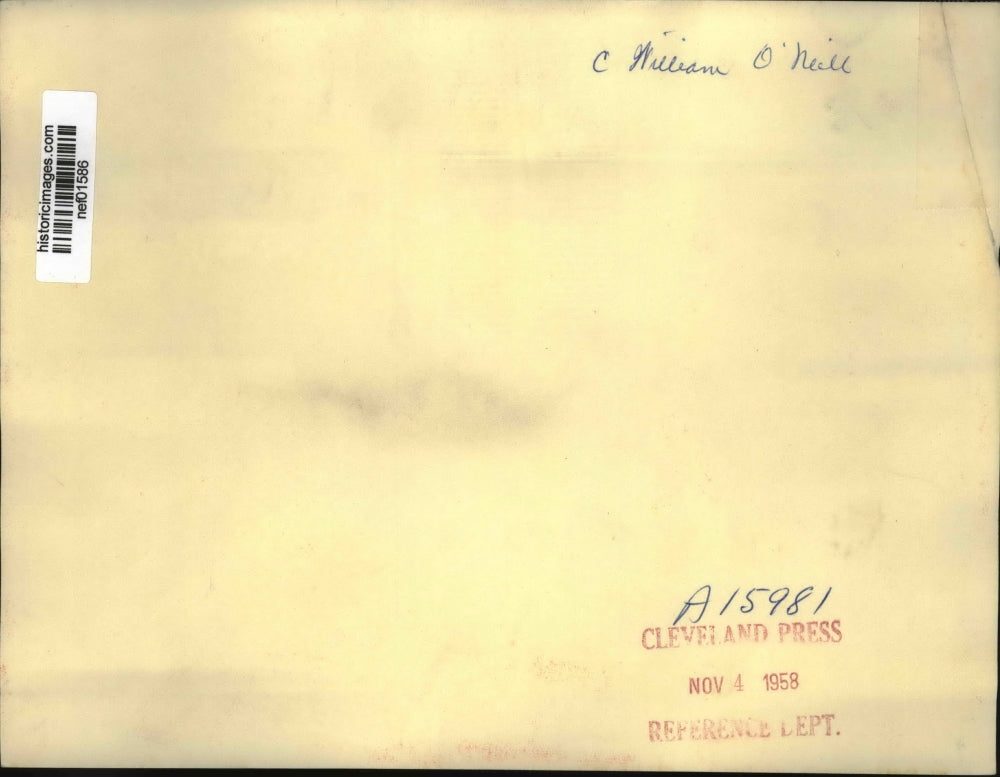 C William O'Neill
historicimages.com
nef01586
A15981
CLEVELAND PRESS
NOV 4 1958
REFERENCE DEPT.